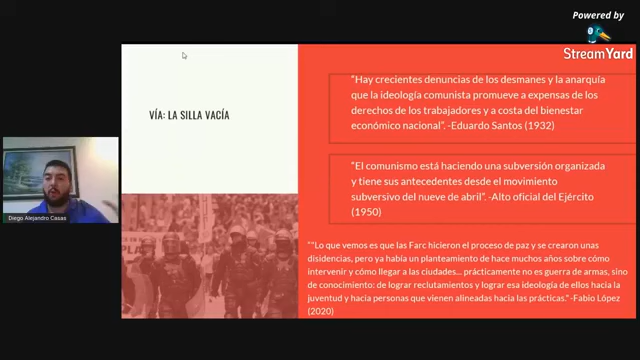 Powered by
StreamYard
VÍA: LA SILLA VACÍA
“Hay crecientes denuncias de los desmanes y la anarquía
que la ideología comunista promueve a expensas de los
derechos de los trabajadores y a costa del bienestar
económico nacional”. -Eduardo Santos (1932)
“El comunismo está haciendo una subversión organizada
y tiene sus antecedentes desde el movimiento
subversivo del nueve de abril”. -Alto oficial del Ejército
(1950)
"“Lo que vemos es que las Farc hicieron el proceso de paz y se crearon unas
disidencias, pero ya había un planteamiento de hace muchos años sobre cómo
intervenir y cómo llegar a las ciudades... prácticamente no es guerra de armas, sino
de conocimiento: de lograr reclutamientos y lograr esa ideología de ellos hacia la
juventud y hacia personas que vienen alineadas hacia las prácticas.” -Fabio López
(2020)
Diego Alejandro Casas